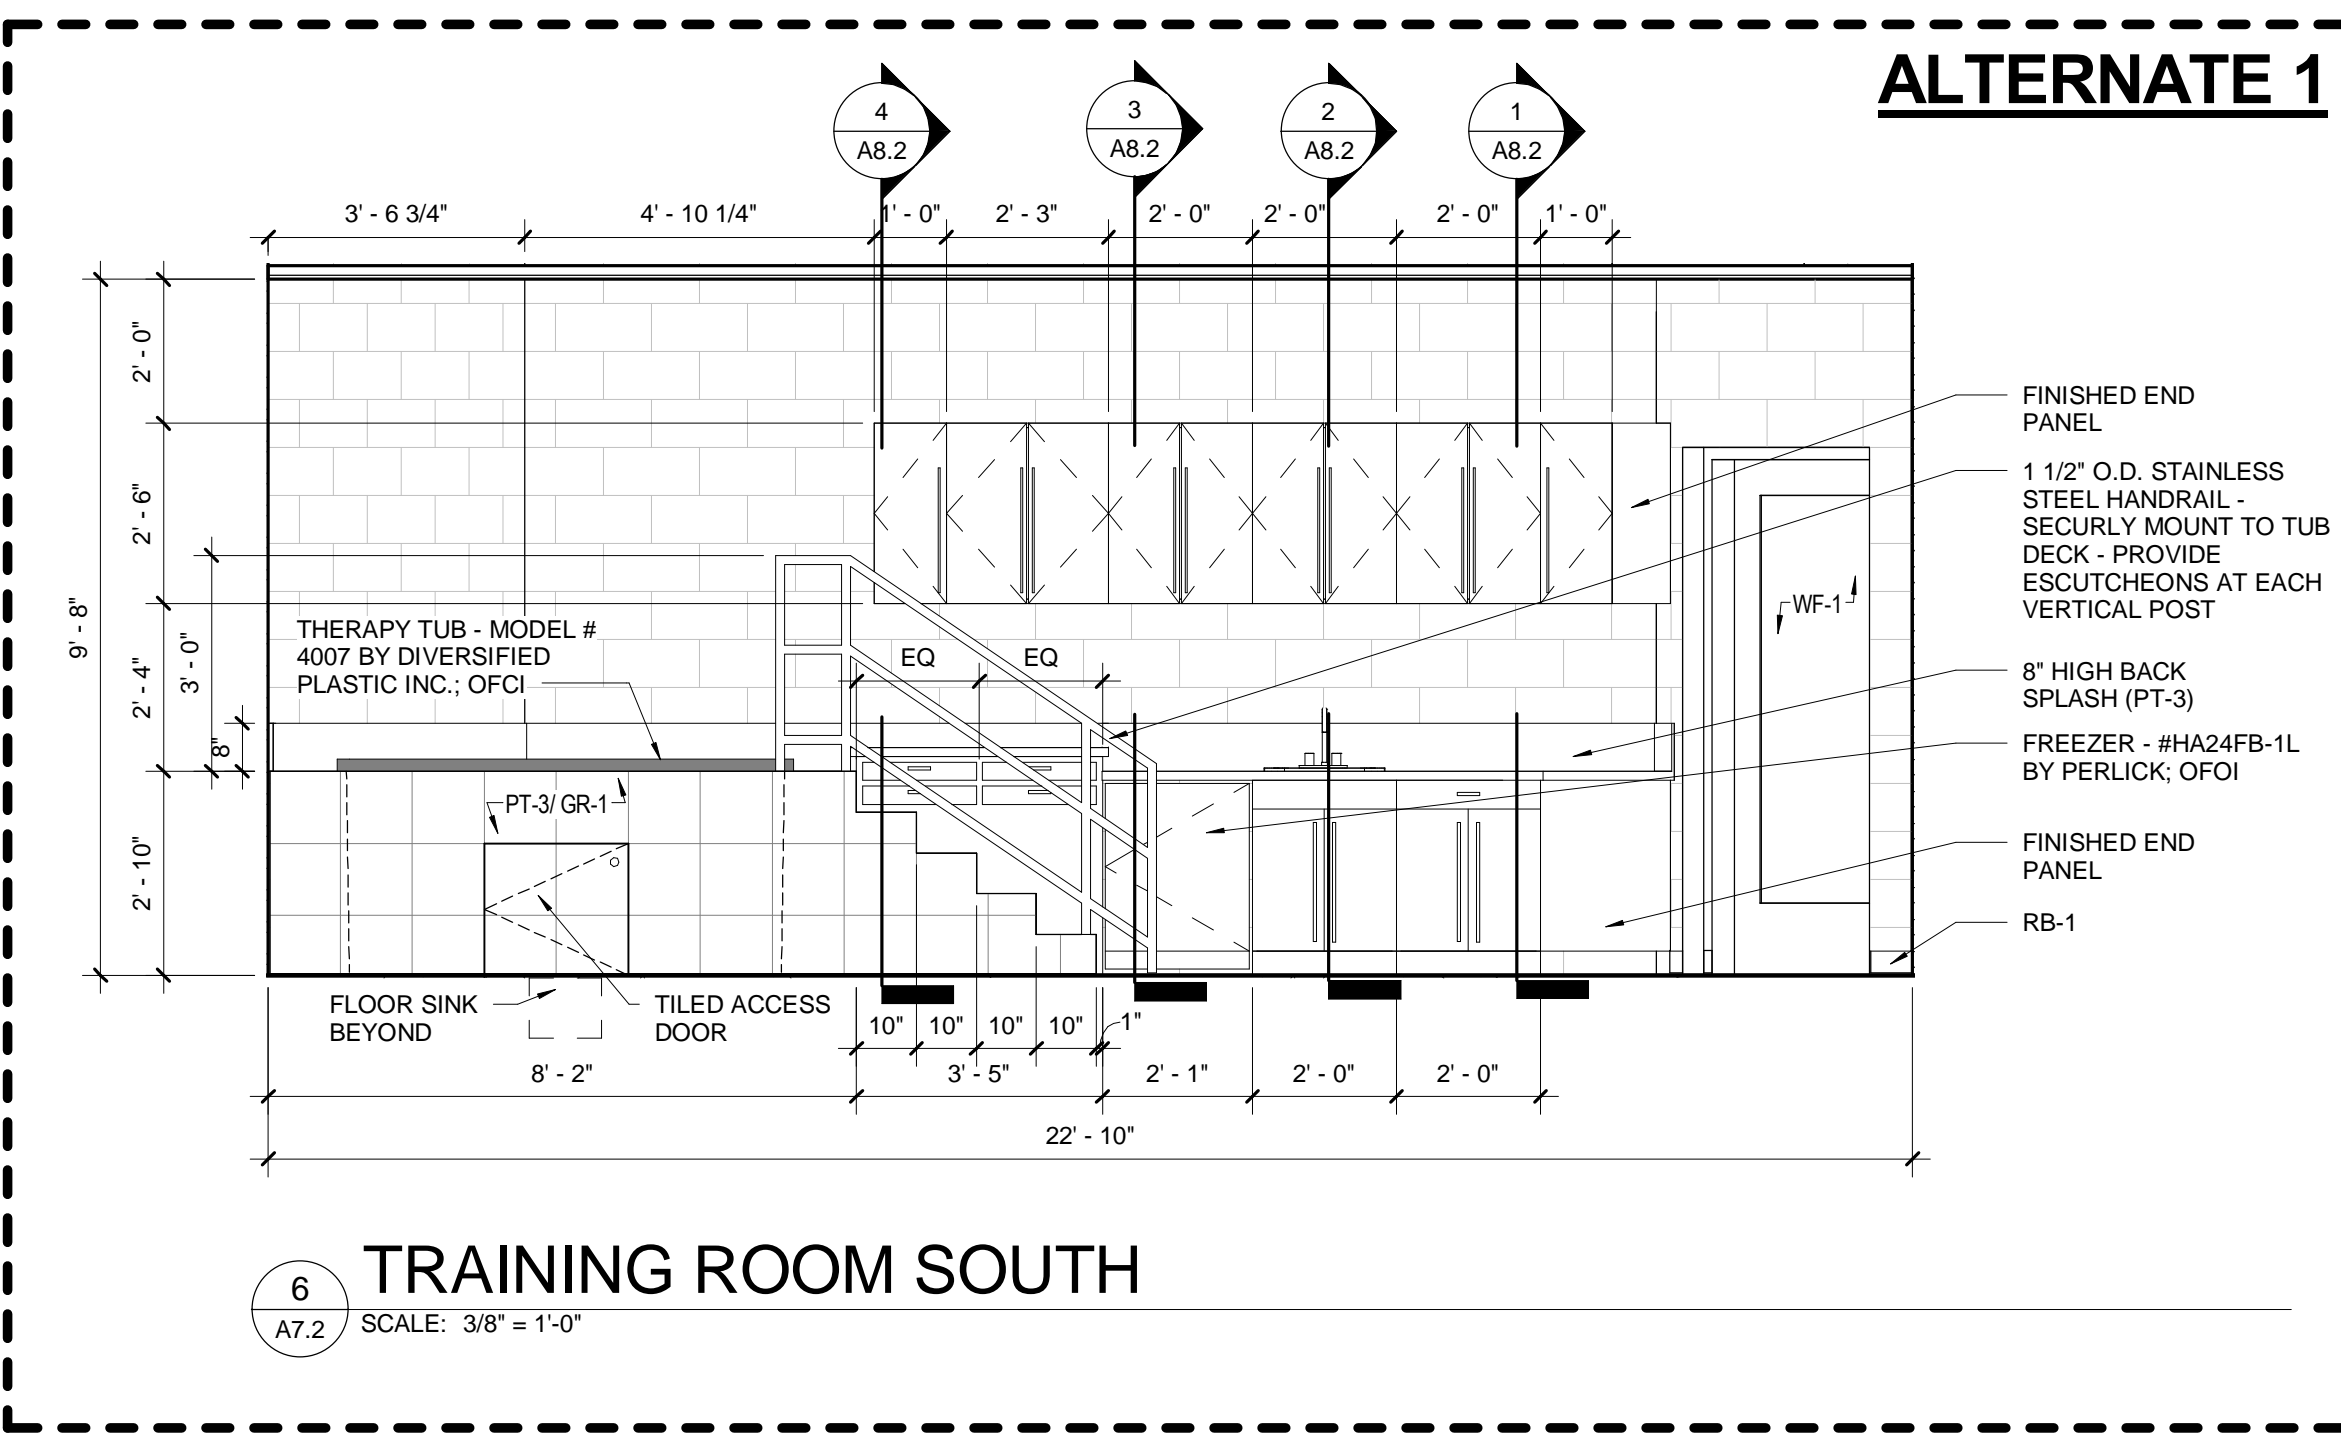 ALTERNATE 1
4
A8.2
3
A8.2
2
A8.2
1
A8.2
3' - 6 3/4"
4' - 10 1/4"
1' - 0"
2' - 3"
2' - 0"
2' - 0"
2' - 0"
1' - 0"
9' - 8"
2' - 0"
2' - 6"
2' - 4"
2' - 10"
3' - 0"
8"
THERAPY TUB - MODEL #
4007 BY DIVERSIFIED
PLASTIC INC.; OFCI
EQ
EQ
PT-3/ GR-1
WF-1
FINISHED END
PANEL
1 1/2" O.D. STAINLESS
STEEL HANDRAIL -
SECURLY MOUNT TO TUB
DECK - PROVIDE
ESCUTCHEONS AT EACH
VERTICAL POST
8" HIGH BACK
SPLASH (PT-3)
FREEZER - #HA24FB-1L
BY PERLICK; OFOI
FINISHED END
PANEL
RB-1
FLOOR SINK
BEYOND
TILED ACCESS
DOOR
10"
10"
10"
10"
1"
8' - 2"
3' - 5"
2' - 1"
2' - 0"
2' - 0"
22' - 10"
6
A7.2
TRAINING ROOM SOUTH
SCALE: 3/8" = 1'-0"